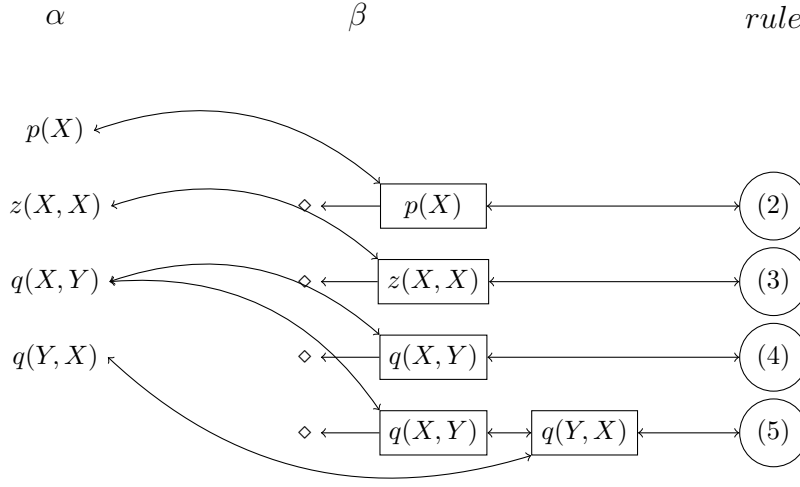 α β rule
p(X)
z(X, X) ⋄ p(X) (2)
q(X, Y) ⋄ z(X, X) (3)
q(Y, X) ⋄ q(X, Y) (4)
⋄ q(X, Y) q(Y, X) (5)